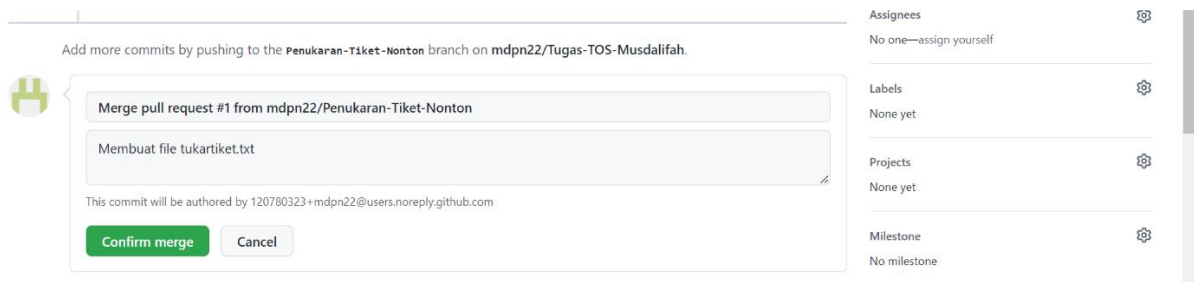 Add more commits by pushing to the Penukaran-Tiket-Nonton branch on mdpn22/Tugas-TOS-Musdalifah.
Merge pull request #1 from mdpn22/Penukaran-Tiket-Nonton
Membuat file tukartiket.txt
This commit will be authored by 120780323+mdpn22@users.noreply.github.com
Confirm merge
Cancel
Assignees
No one—assign yourself
Labels
None yet
Projects
None yet
Milestone
No milestone